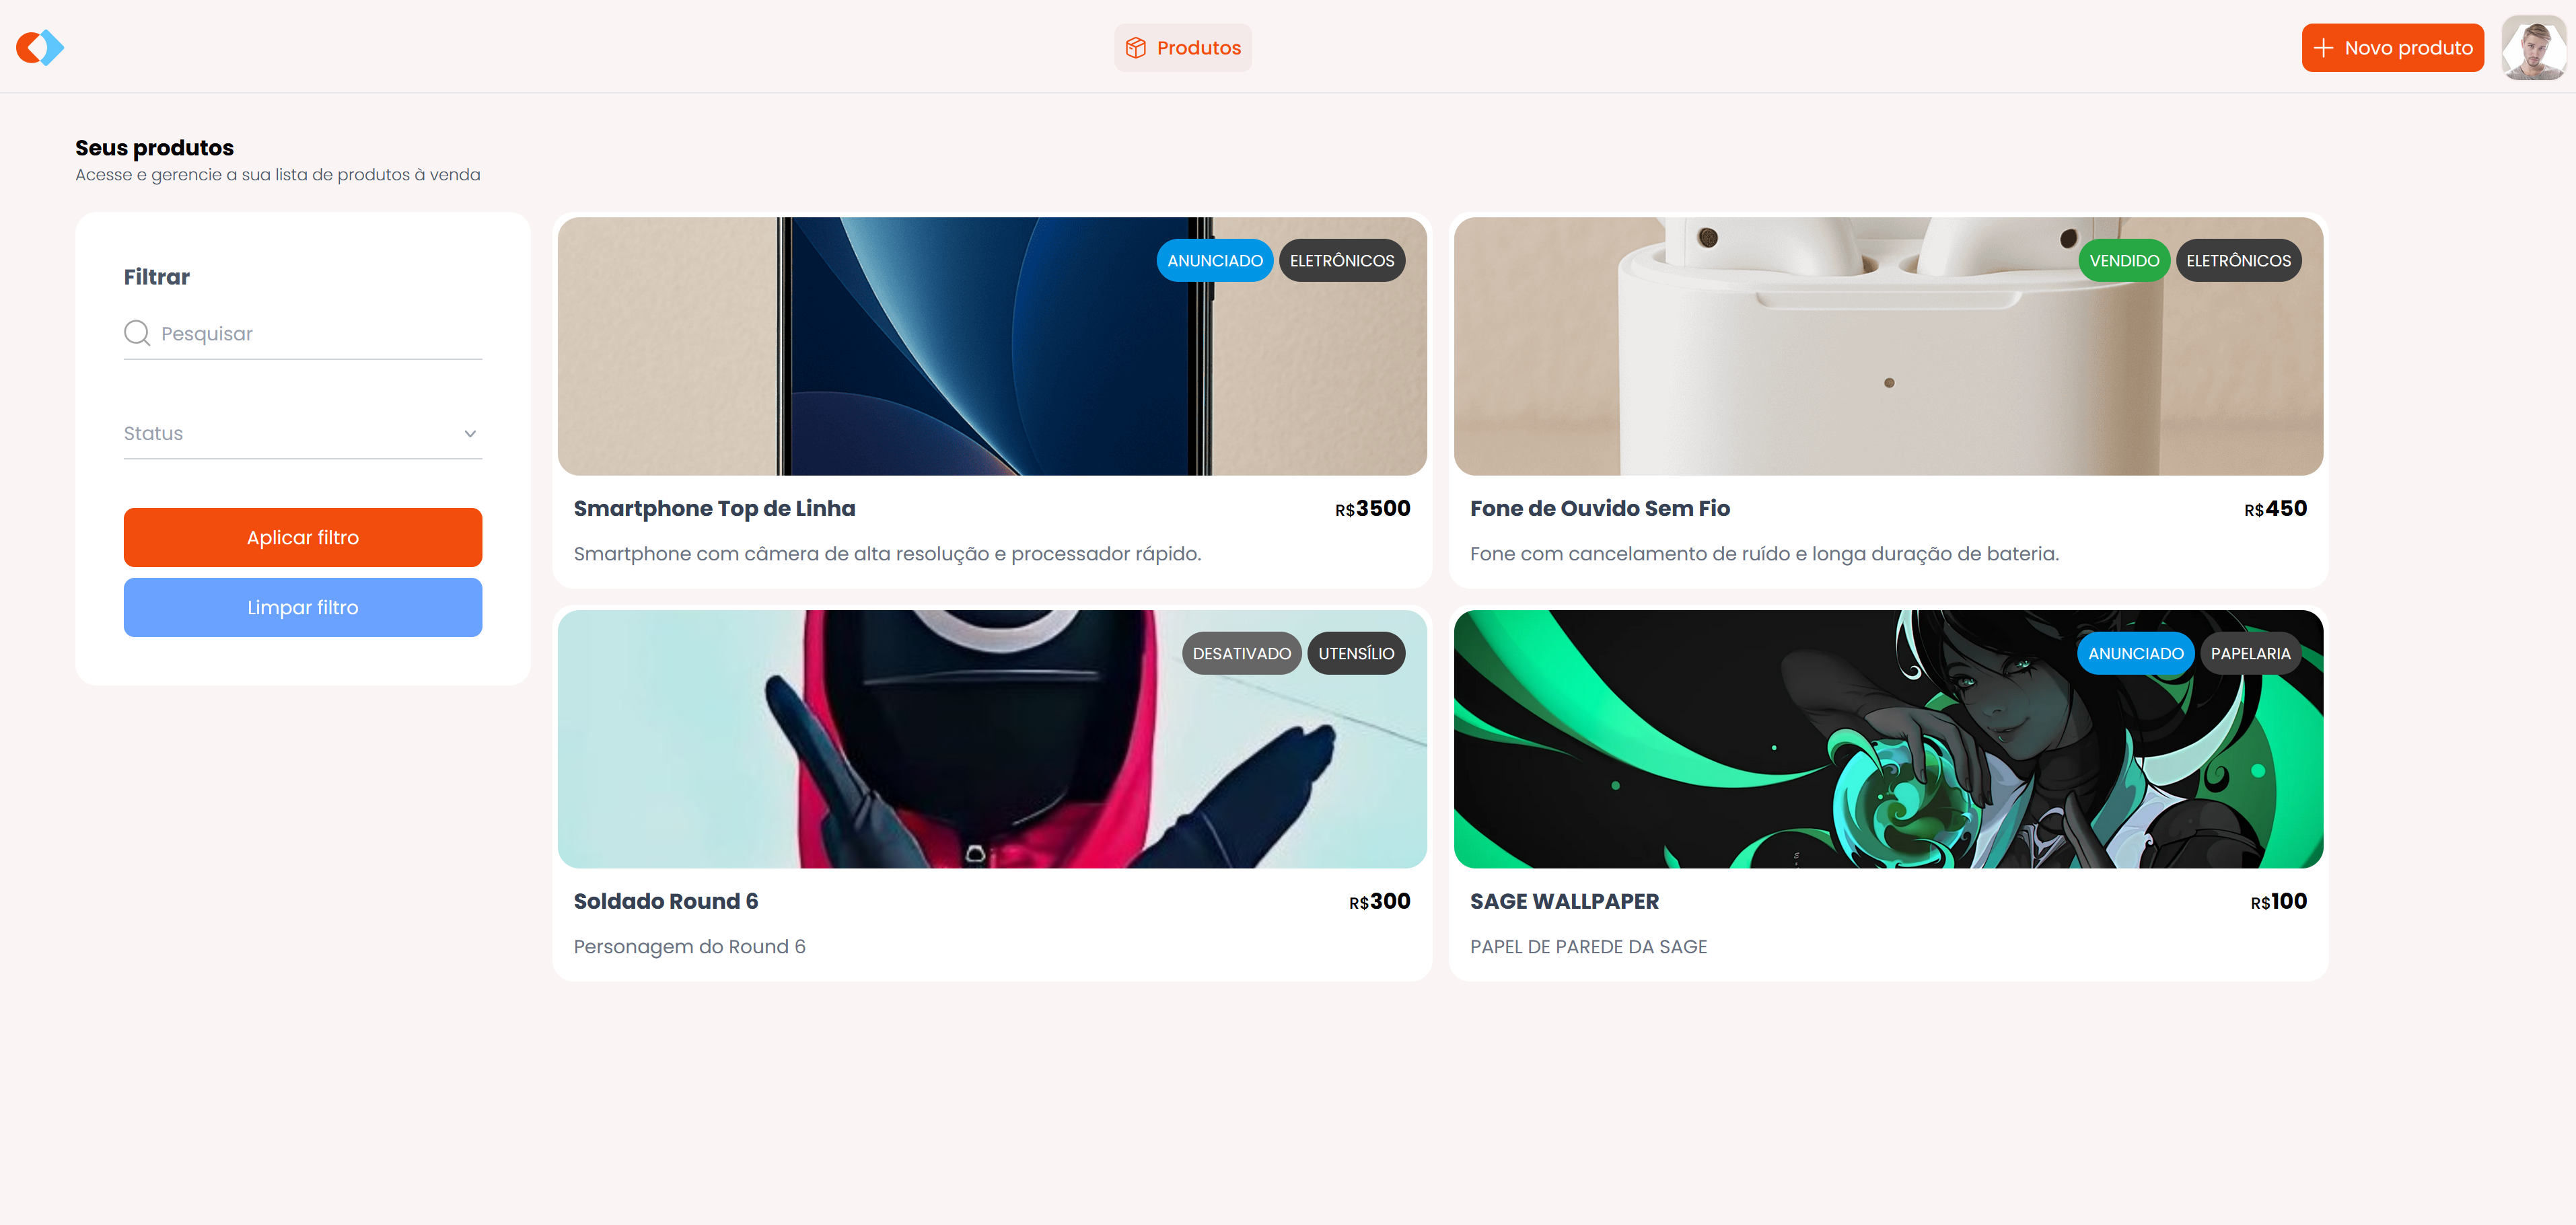 Produtos
Novo produto
Seus produtos
Acesse e gerencie a sua lista de produtos à venda
Filtrar
Pesquisar
Status
Aplicar filtro
Limpar filtro
ANUNCIADO ELETRÔNICOS
Smartphone Top de Linha R$3500
Smartphone com câmera de alta resolução e processador rápido.
VENDIDO ELETRÔNICOS
Fone de Ouvido Sem Fio R$450
Fone com cancelamento de ruído e longa duração de bateria.
DESATIVADO UTENSÍLIO
Soldado Round 6 R$300
Personagem do Round 6
ANUNCIADO PAPELARIA
SAGE WALLPAPER R$100
PAPEL DE PAREDE DA SAGE